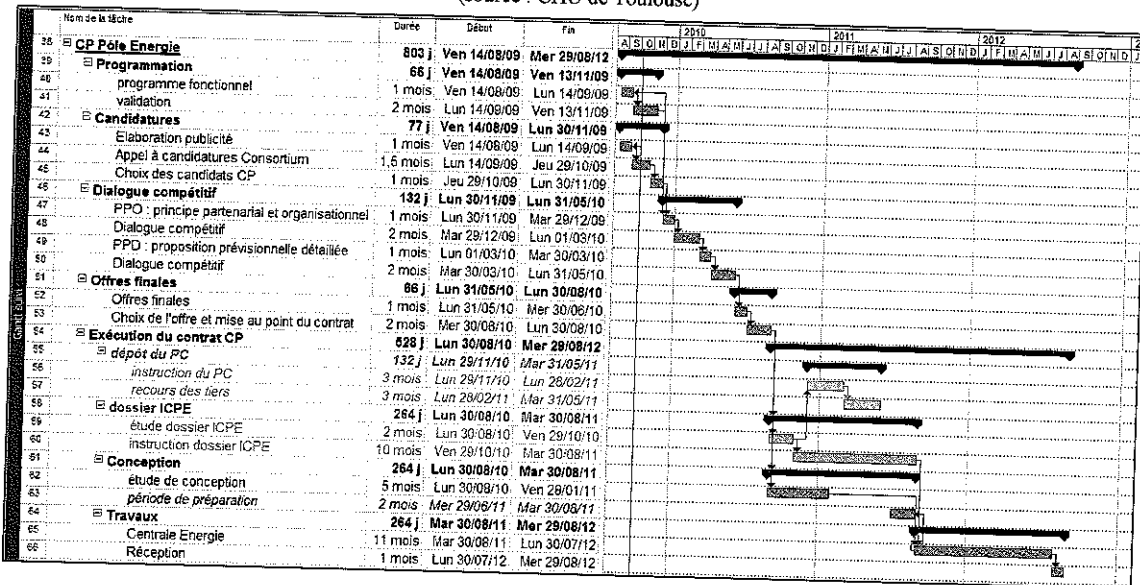 (source : CHU de Toulouse)
Nom de la tâche Durée Début Fin 2010 2011 2012
A S O N D J F M A M J J A S O N D J F M A M J J A S O N D J F M A M J J A S O N D J
38 CP Pôle Energie 803 j Ven 14/08/09 Mer 29/08/12
39 Programmation 66 j Ven 14/08/09 Ven 13/11/09
40 programme fonctionnel 1 mois Ven 14/08/09 Lun 14/09/09
41 validation 2 mois Lun 14/09/09 Ven 13/11/09
42 Candidatures 77 j Ven 14/08/09 Lun 30/11/09
43 Elaboration publicité 1 mois Ven 14/08/09 Lun 14/09/09
44 Appel à candidatures Consortium 1,5 mois Lun 14/09/09 Jeu 29/10/09
45 Choix des candidats CP 1 mois Jeu 29/10/09 Lun 30/11/09
46 Dialogue compétitif 132 j Lun 30/11/09 Lun 31/05/10
47 PPO : principe partenarial et organisationnel 1 mois Lun 30/11/09 Mar 29/12/09
48 Dialogue compétitif 2 mois Mar 29/12/09 Lun 01/03/10
49 PPD : proposition prévisionnelle détaillée 1 mois Lun 01/03/10 Mar 30/03/10
50 Dialogue compétitif 2 mois Mar 30/03/10 Lun 31/05/10
51 Offres finales 66 j Lun 31/05/10 Lun 30/08/10
52 Offres finales 1 mois Lun 31/05/10 Mer 30/06/10
53 Choix de l'offre et mise au point du contrat 2 mois Mer 30/06/10 Lun 30/08/10
54 Exécution du contrat CP 528 j Lun 30/08/10 Mer 29/08/12
55 dépôt du PC 132 j Lun 29/11/10 Mar 31/05/11
56 instruction du PC 3 mois Lun 29/11/10 Lun 28/02/11
57 recours des tiers 3 mois Lun 28/02/11 Mar 31/05/11
58 dossier ICPE 264 j Lun 30/08/10 Mar 30/08/11
59 étude dossier ICPE 2 mois Lun 30/08/10 Ven 29/10/10
60 instruction dossier ICPE 10 mois Ven 29/10/10 Mar 30/08/11
61 Conception 264 j Lun 30/08/10 Mar 30/08/11
62 étude de conception 5 mois Lun 30/08/10 Ven 28/01/11
63 période de préparation 2 mois Mer 29/06/11 Mar 30/08/11
64 Travaux 264 j Mar 30/08/11 Mer 29/08/12
65 Centrale Energie 11 mois Mar 30/08/11 Lun 30/07/12
66 Réception 1 mois Lun 30/07/12 Mer 29/08/12